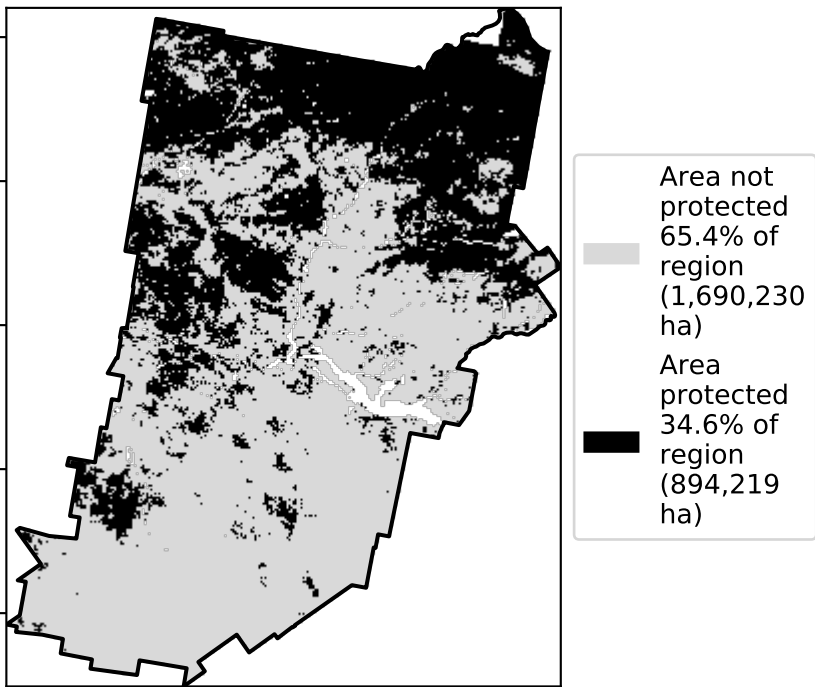 Area not
protected
65.4% of
region
(1,690,230
ha)
Area
protected
34.6% of
region
(894,219
ha)